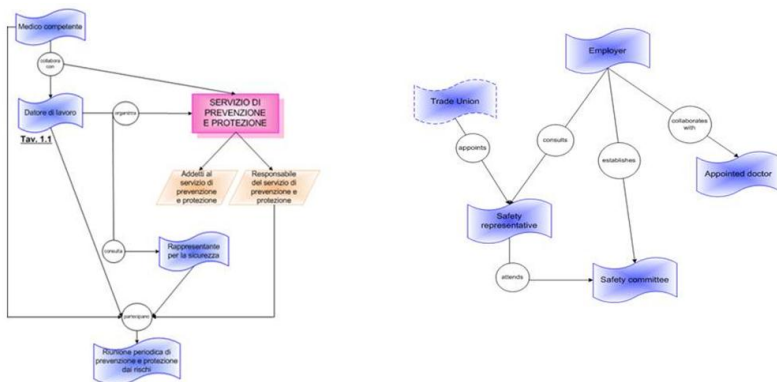 Medico competente
collabora
con
Datore di lavoro
Tav. 1.1
organizza
SERVIZIO DI
PREVENZIONE
E PROTEZIONE
Addetti al
servizio di
prevenzione
e protezione
Responsabile
del servizio di
prevenzione e
protezione
consulta
Rappresentante
per la sicurezza
partecipano
Riunione periodica di
prevenzione e protezione
dai rischi
Employer
Trade Union
appoints
consults
establishes
collaborates
with
Appointed doctor
Safety
representative
attends
Safety committee